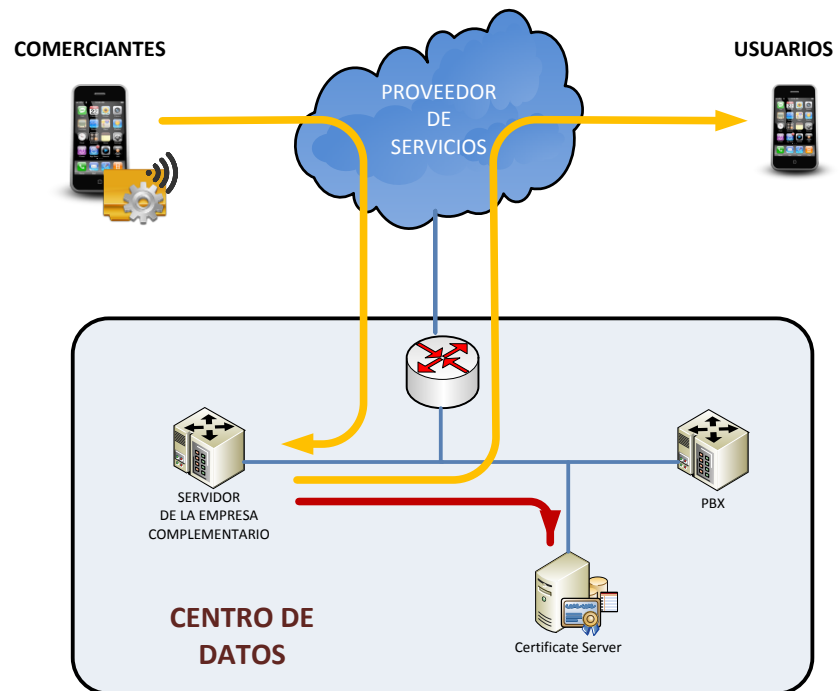 COMERCIANTES
USUARIOS
PROVEEDOR
DE
SERVICIOS
SERVIDOR
DE LA EMPRESA
COMPLEMENTARIO
PBX
CENTRO DE
DATOS
Certificate Server